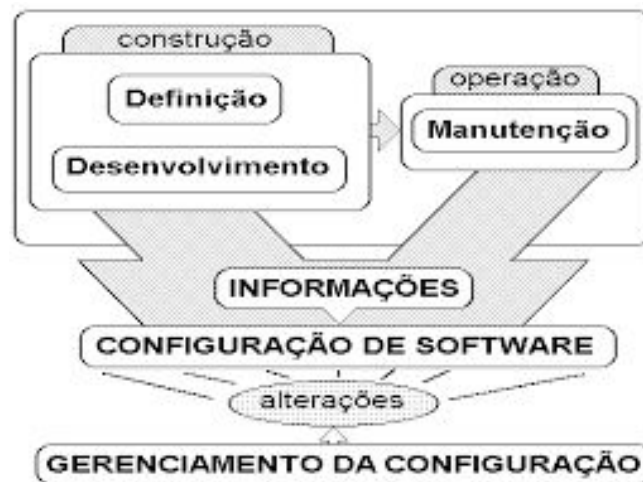 construção
Definição
Desenvolvimento
operação
Manutenção
INFORMAÇÕES
CONFIGURAÇÃO DE SOFTWARE
alterações
GERENCIAMENTO DA CONFIGURAÇÃO